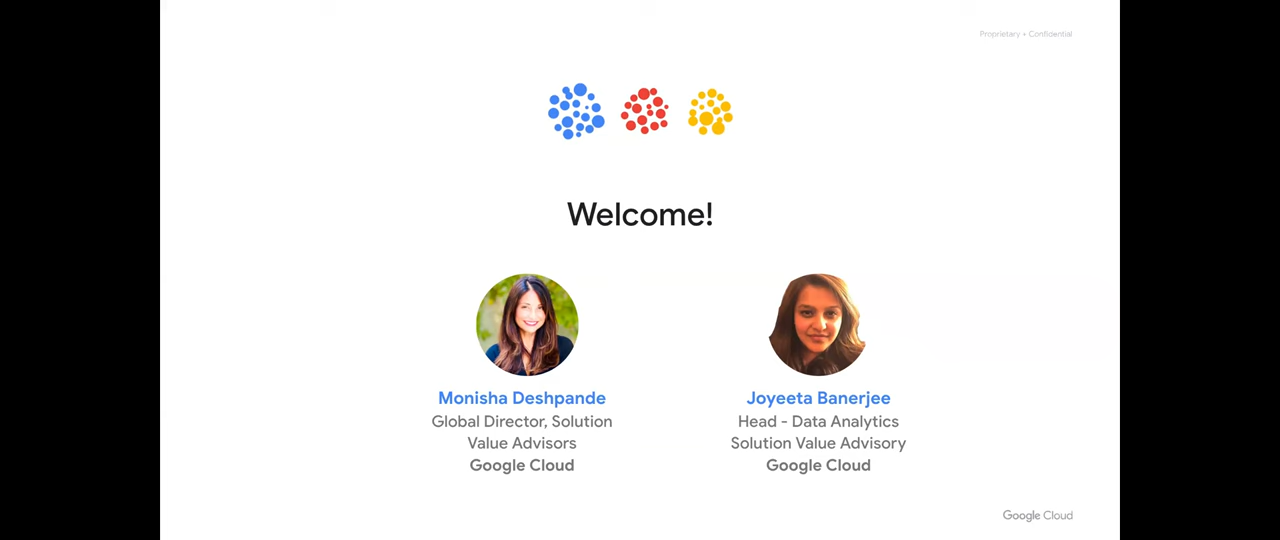 Proprietary + Confidential
Welcome!
Monisha Deshpande
Global Director, Solution
Value Advisors
Google Cloud
Joyeeta Banerjee
Head - Data Analytics
Solution Value Advisory
Google Cloud
Google Cloud